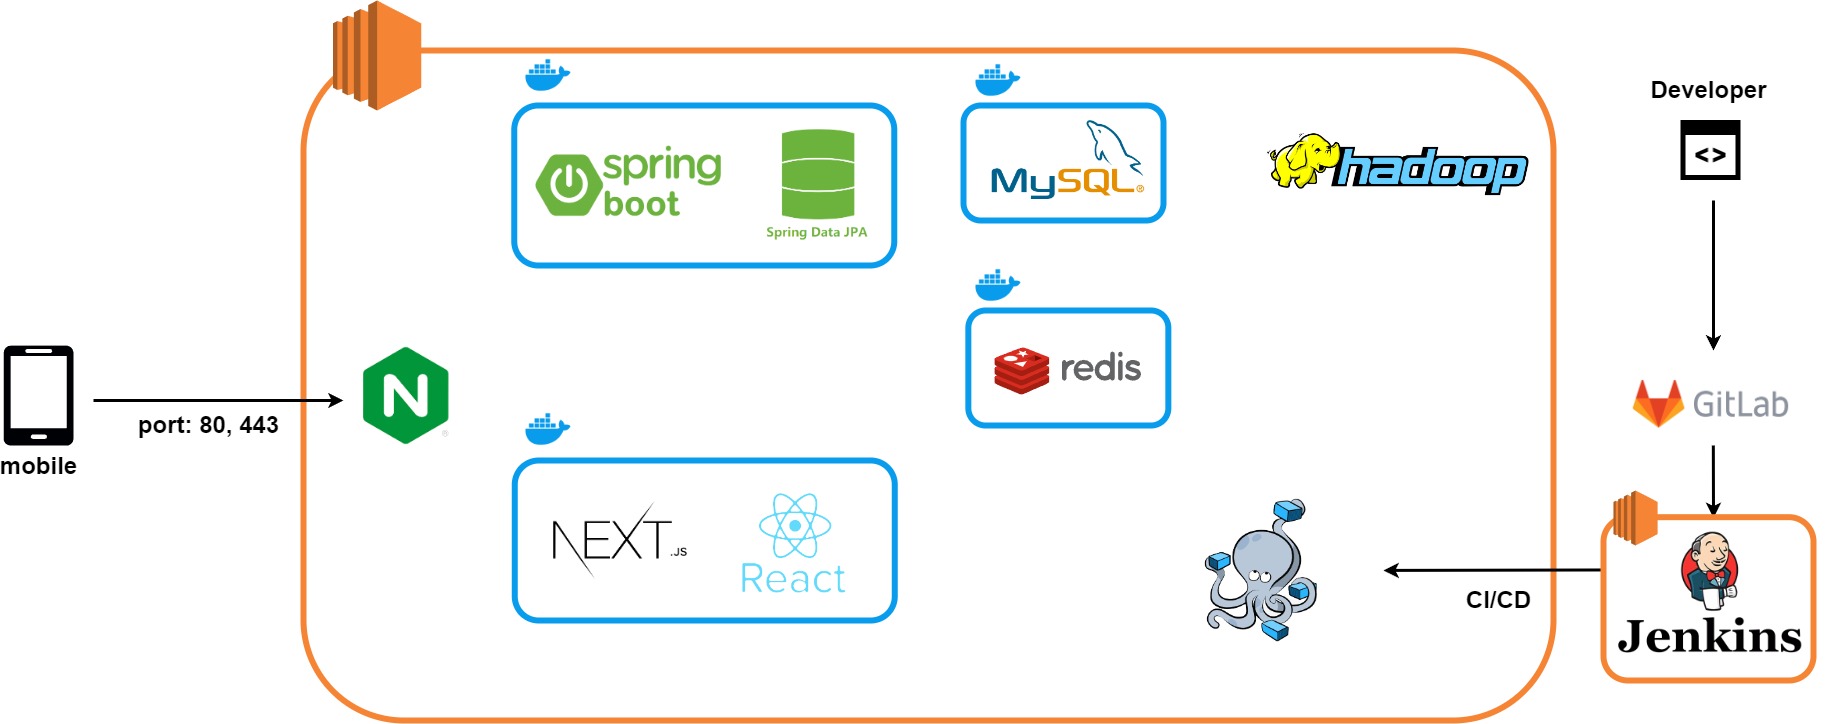 Developer
<>
spring
boot
Spring Data JPA
MySQL®
hadoop
redis
N
®
port: 80, 443
mobile
GitLab
NEXT.JS
React
CI/CD
Jenkins